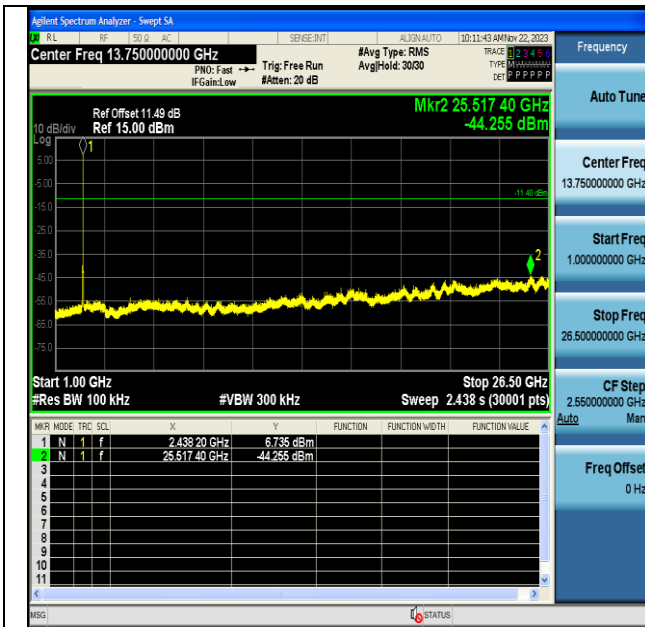 Agilent Spectrum Analyzer - Swept SA
RL RF 50 Ω AC SENSE:INT ALIGN AUTO 10:11:43 AM Nov 22, 2023
Center Freq 13.750000000 GHz
PNO: Fast
IFGain:Low
Trig: Free Run
#Atten: 20 dB
#Avg Type: RMS
Avg|Hold: 30/30
TRACE 1 2 3 4 5 6
TYPE M
DET P P P P P P
Ref Offset 11.49 dB
10 dB/div Ref 15.00 dBm
Log
Mkr2 25.517 40 GHz
-44.255 dBm
1
5.00
-5.00
-11.40 dBm
-15.0
-25.0
-35.0
2
-45.0
-55.0
-65.0
-75.0
Start 1.00 GHz Stop 26.50 GHz
#Res BW 100 kHz #VBW 300 kHz Sweep 2.438 s (30001 pts)
MKR MODE TRC SCL X Y FUNCTION FUNCTION WIDTH FUNCTION VALUE
1 N 1 f 2.438 20 GHz 6.735 dBm
2 N 1 f 25.517 40 GHz -44.255 dBm
3
4
5
6
7
8
9
10
11
MSG STATUS
Frequency
Auto Tune
Center Freq
13.750000000 GHz
Start Freq
1.000000000 GHz
Stop Freq
26.500000000 GHz
CF Step
2.550000000 GHz
Auto Man
Freq Offset
0 Hz